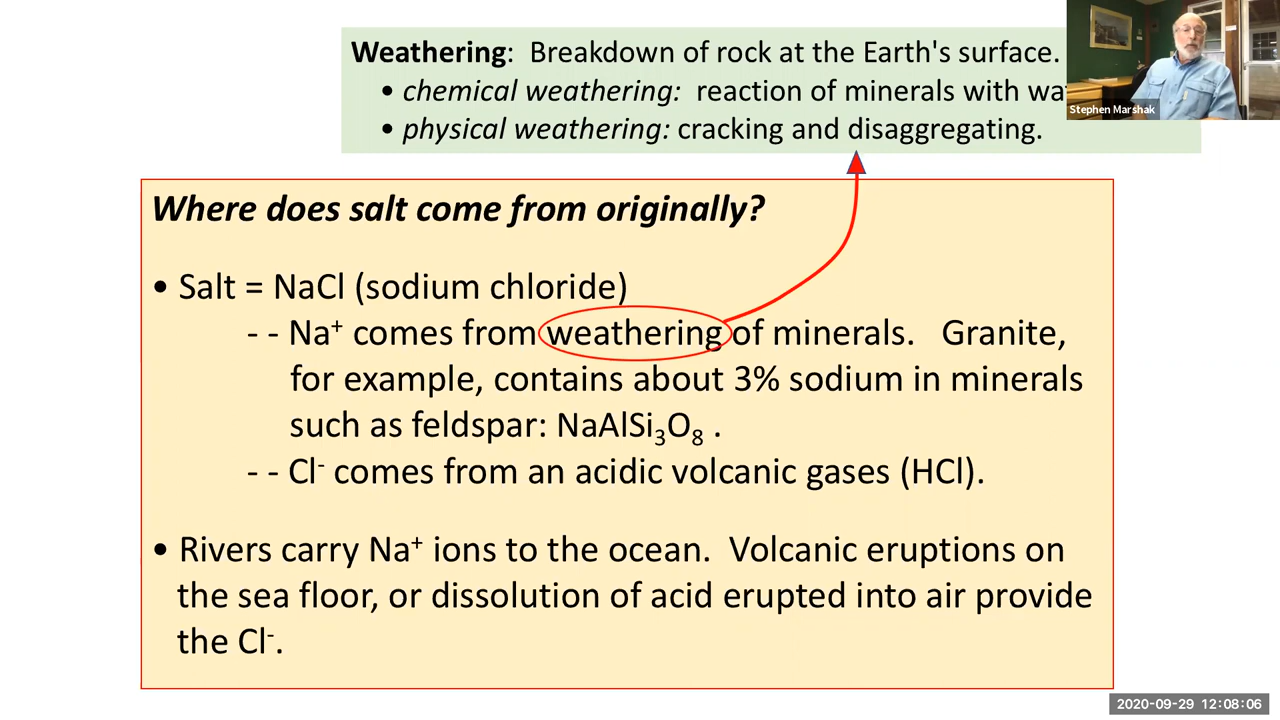 Weathering: Breakdown of rock at the Earth's surface.
• chemical weathering: reaction of minerals with
• physical weathering: cracking and disaggregating.
Stephen Marshak
Where does salt come from originally?
• Salt = NaCl (sodium chloride)
- - Na⁺ comes from weathering of minerals. Granite,
for example, contains about 3% sodium in minerals
such as feldspar: NaAlSi₃O₈ .
- - Cl⁻ comes from an acidic volcanic gases (HCl).
• Rivers carry Na⁺ ions to the ocean. Volcanic eruptions on
the sea floor, or dissolution of acid erupted into air provide
the Cl⁻.
2020-09-29 12:08:06